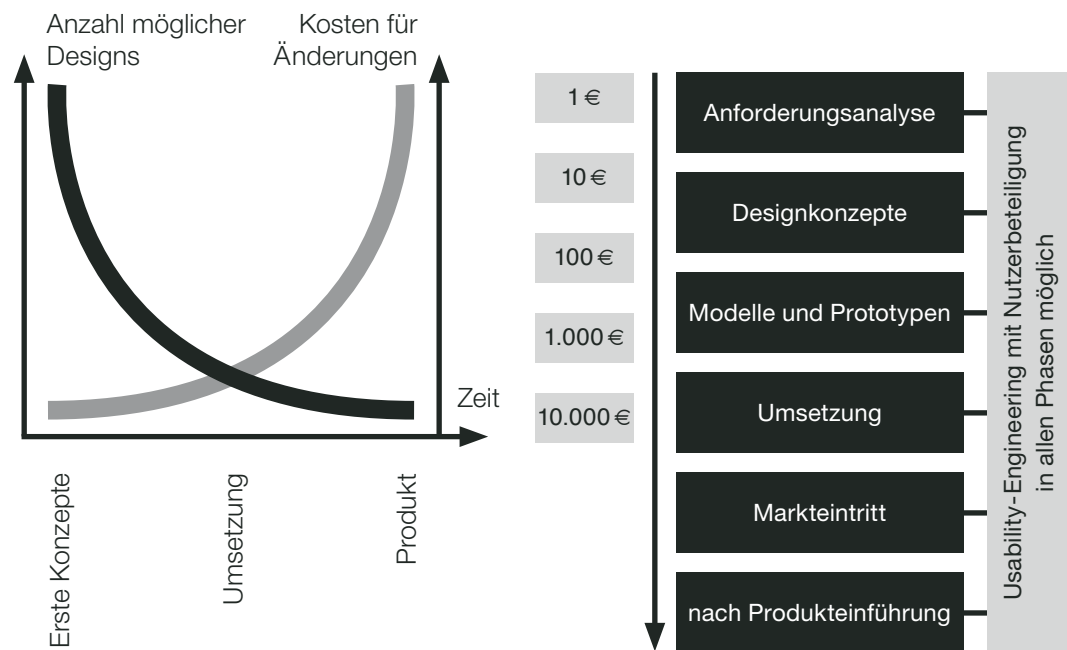 Anzahl möglicher
Designs
Kosten für
Änderungen
Zeit
Erste Konzepte
Umsetzung
Produkt
1 €
10 €
100 €
1.000 €
10.000 €
Anforderungsanalyse
Designkonzepte
Modelle und Prototypen
Umsetzung
Markteintritt
nach Produkteinführung
Usability-Engineering mit Nutzerbeteiligung
in allen Phasen möglich